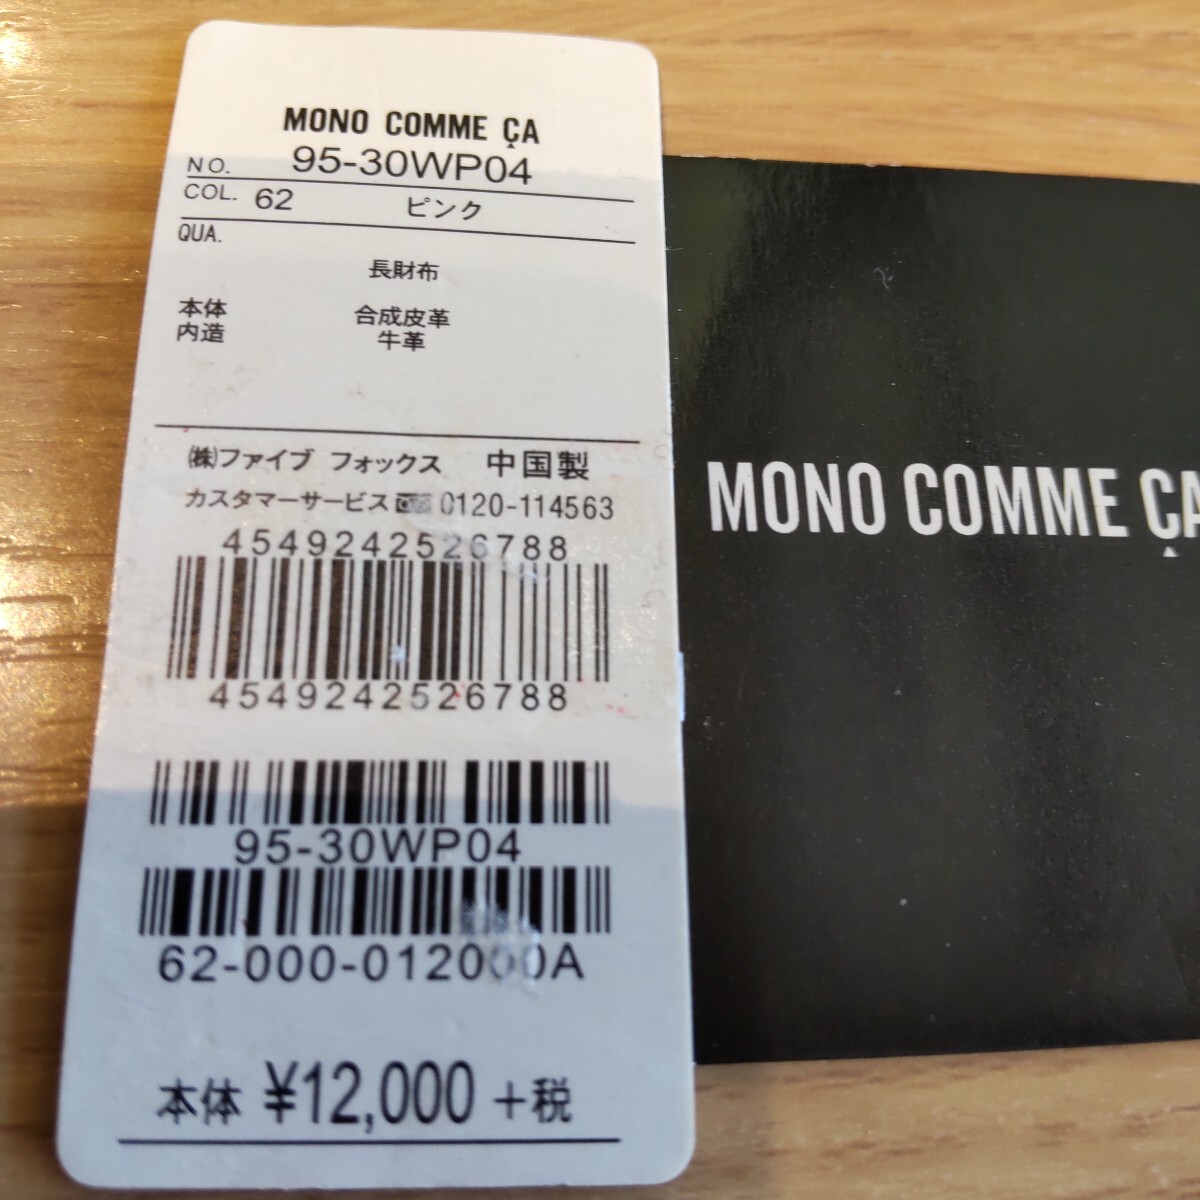 MONO COMME ÇA
NO. 95-30WP04
COL. 62 ピンク
QUA.
長財布
本体 合成皮革
内造 牛革
㈱ファイブ フォックス 中国製
カスタマーサービス 0120-114563
4549242526788
4549242526788
95-30WP04
62-000-012000A
本体 ¥12,000 +税
MONO COMME ÇA